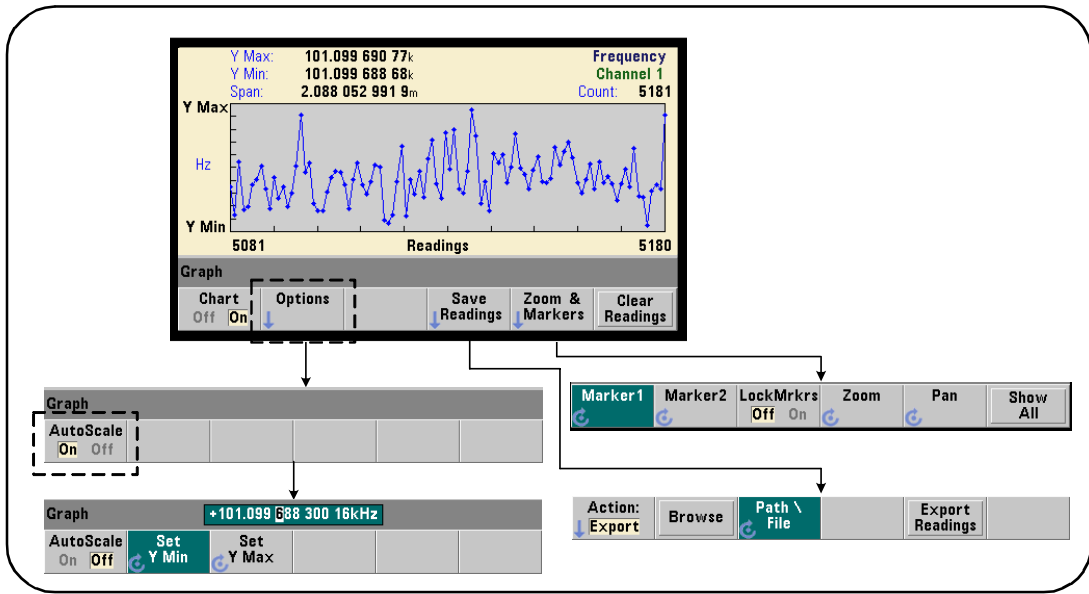 Y Max: 101.099 690 77k Frequency
Y Min: 101.099 688 68k Channel 1
Span: 2.088 052 991 9m Count: 5181
Y Max
Hz
Y Min
5081 Readings 5180
Graph
Chart Options Save Zoom & Clear
Off On Readings Markers Readings
Graph
AutoScale
On Off
Marker1 Marker2 LockMrkrs Zoom Pan Show
Off On All
Graph +101.099 688 300 16kHz
AutoScale Set Set
On Off Y Min Y Max
Action: Browse Path \ Export
Export File Readings